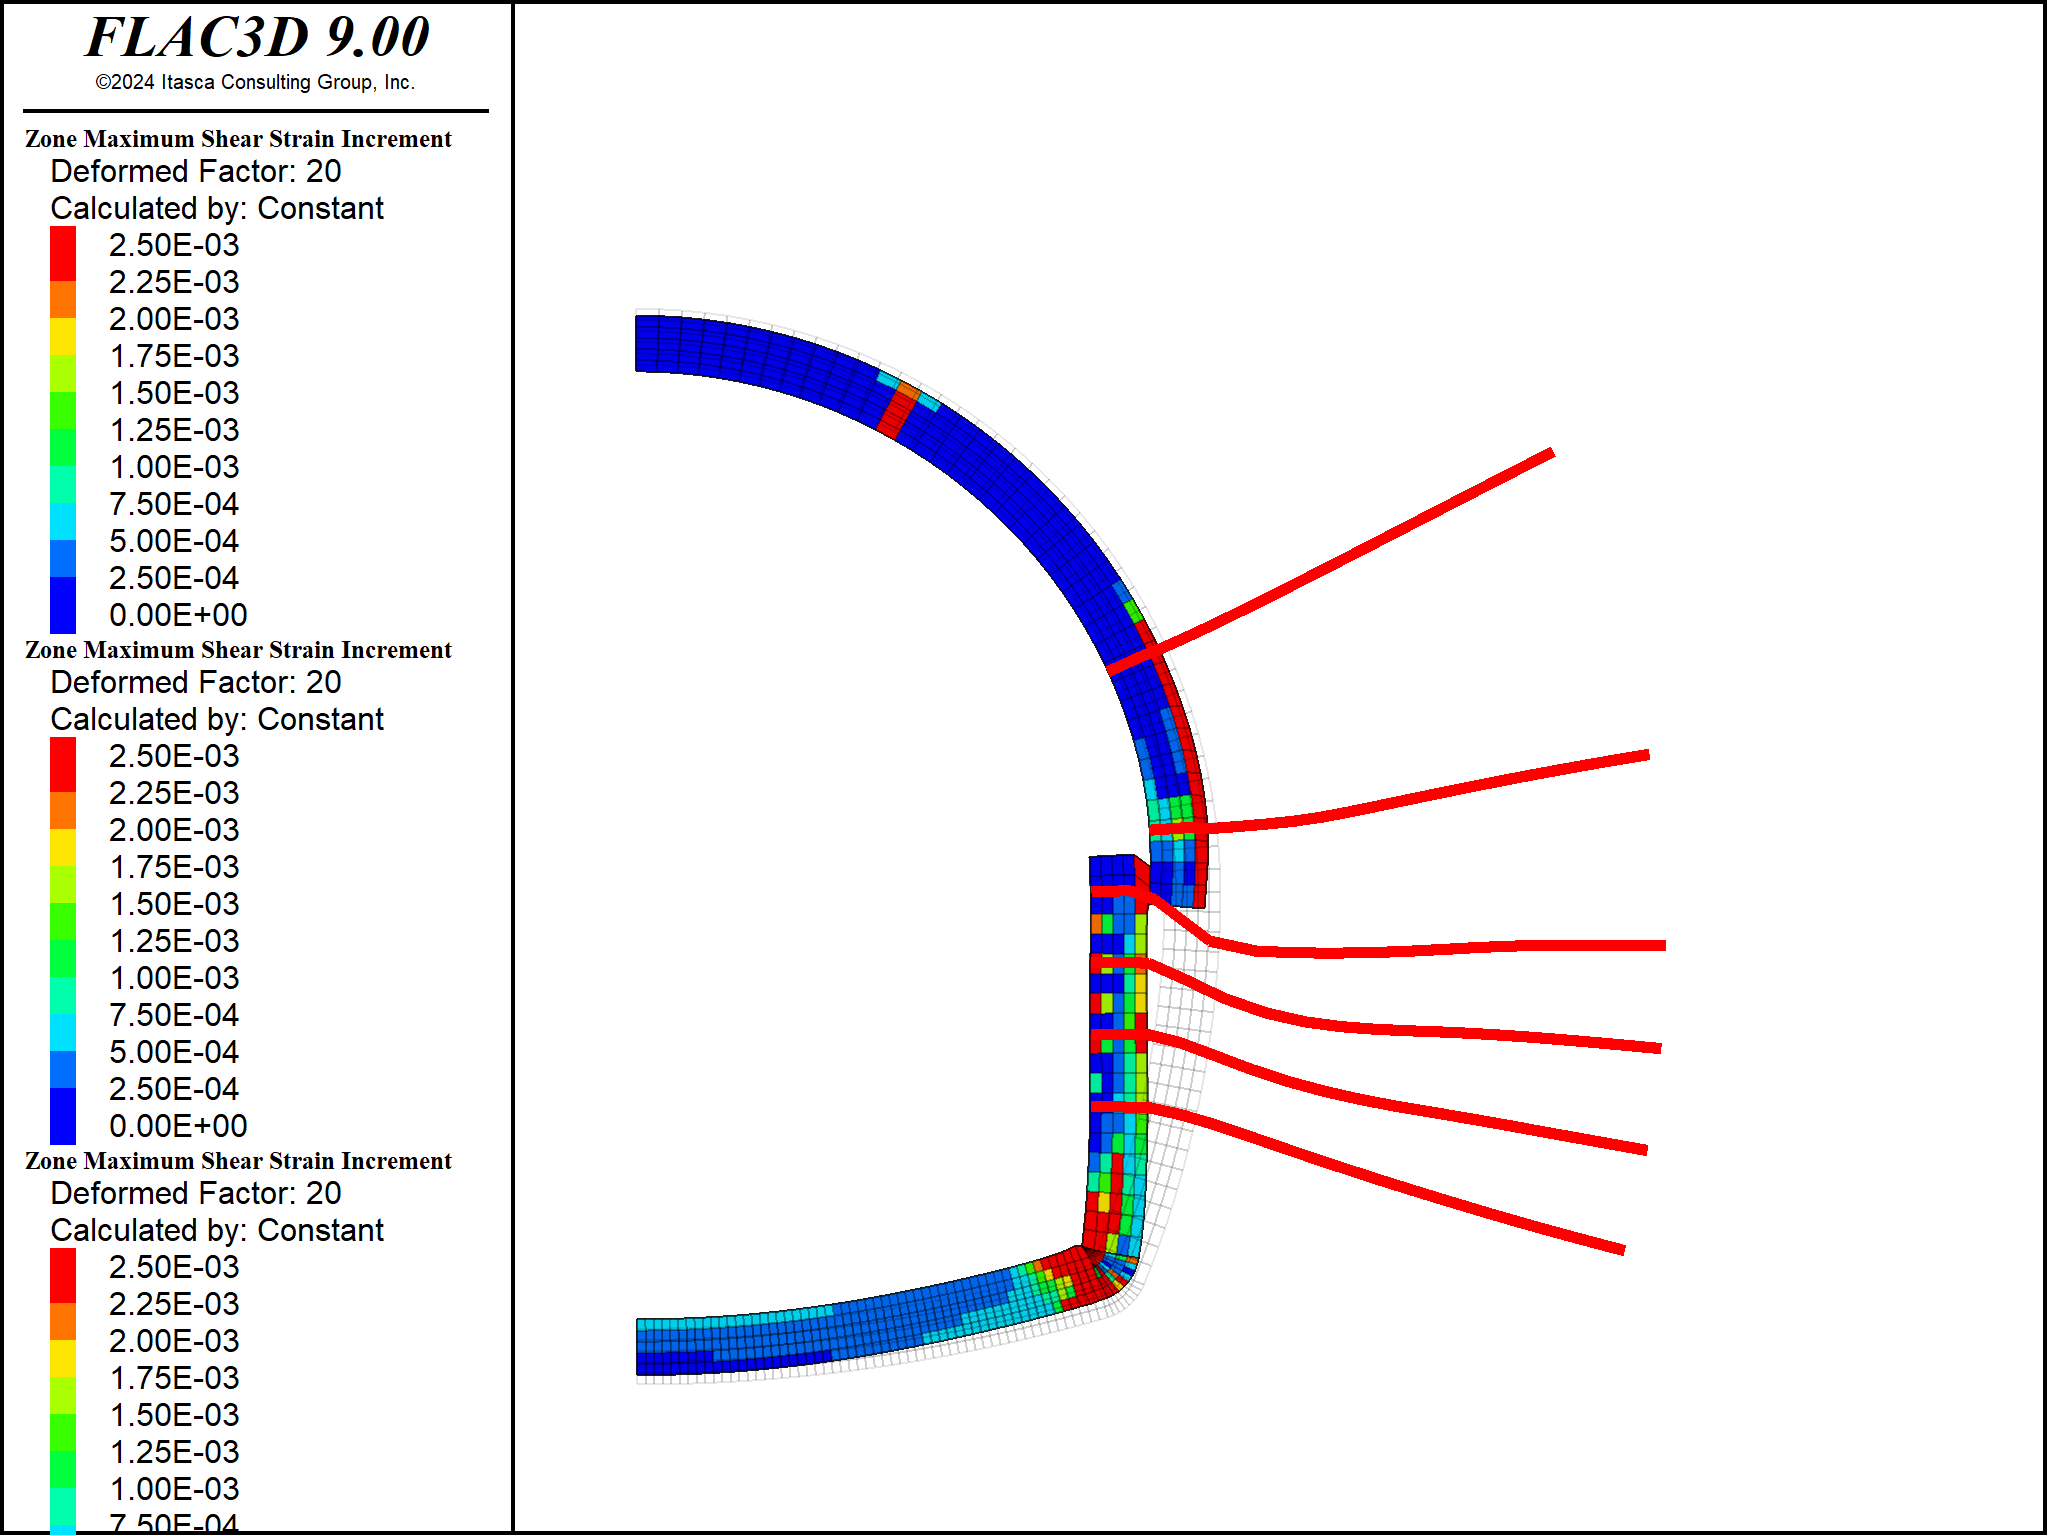 FLAC3D 9.00
©2024 Itasca Consulting Group, Inc.
Zone Maximum Shear Strain Increment
Deformed Factor: 20
Calculated by: Constant
2.50E-03
2.25E-03
2.00E-03
1.75E-03
1.50E-03
1.25E-03
1.00E-03
7.50E-04
5.00E-04
2.50E-04
0.00E+00
Zone Maximum Shear Strain Increment
Deformed Factor: 20
Calculated by: Constant
2.50E-03
2.25E-03
2.00E-03
1.75E-03
1.50E-03
1.25E-03
1.00E-03
7.50E-04
5.00E-04
2.50E-04
0.00E+00
Zone Maximum Shear Strain Increment
Deformed Factor: 20
Calculated by: Constant
2.50E-03
2.25E-03
2.00E-03
1.75E-03
1.50E-03
1.25E-03
1.00E-03
7.50E-04